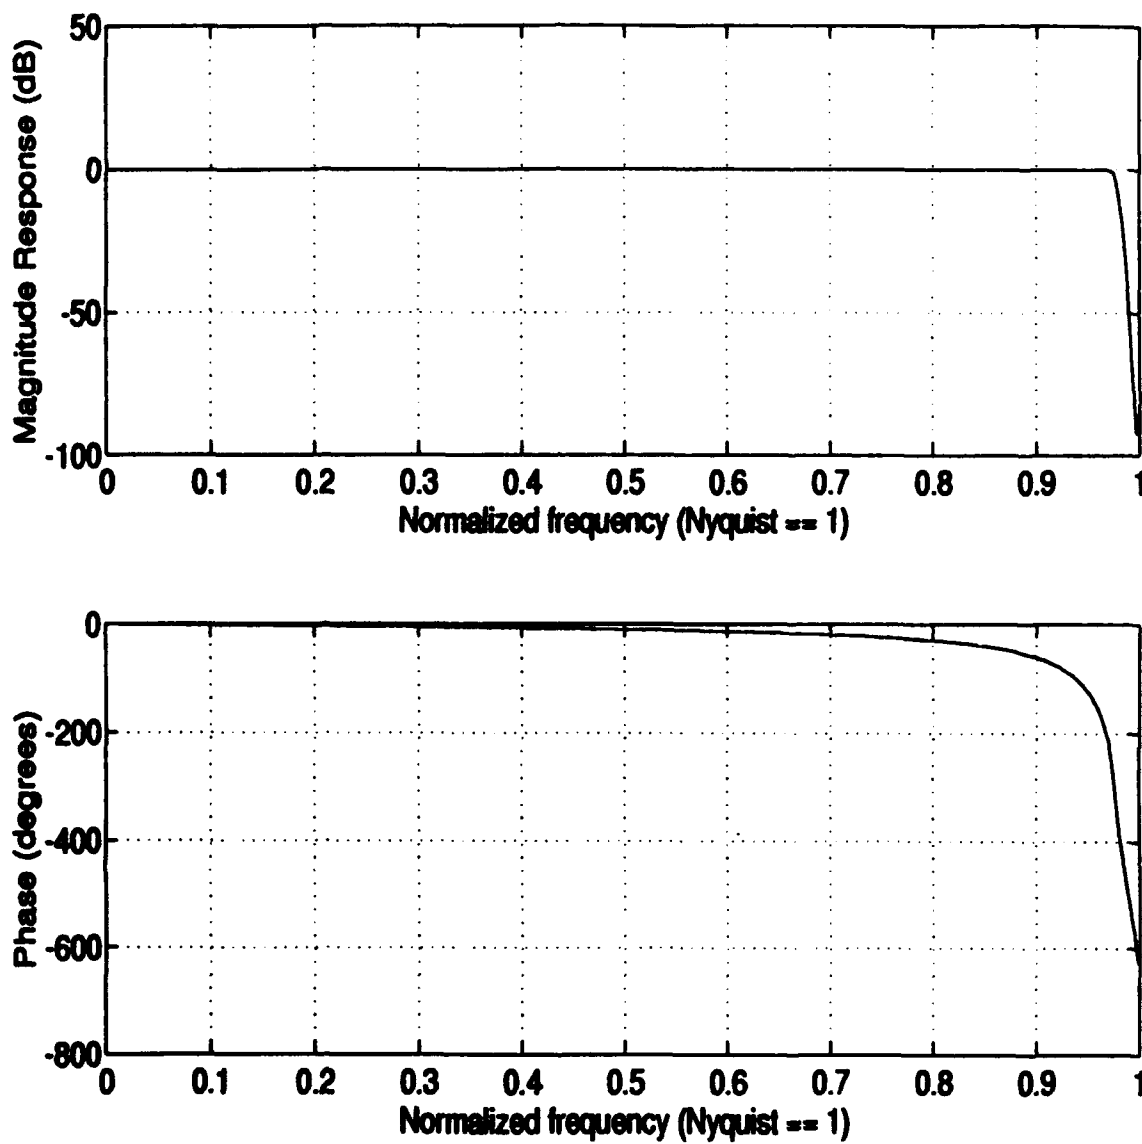 Magnitude Response (dB)
50
0
-50
-100
0 0.1 0.2 0.3 0.4 0.5 0.6 0.7 0.8 0.9 1
Normalized frequency (Nyquist == 1)
Phase (degrees)
0
-200
-400
-600
-800
0 0.1 0.2 0.3 0.4 0.5 0.6 0.7 0.8 0.9 1
Normalized frequency (Nyquist == 1)